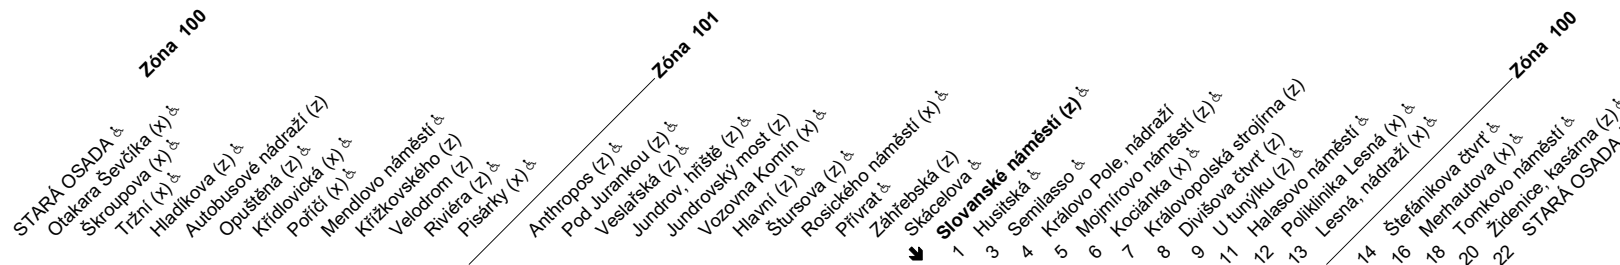 Zóna 100
STARÁ OSADA ♿
Otakara Ševčíka (x) ♿
Škroupova (x) ♿
Tržní (x) ♿
Hladíkova (z) ♿
Autobusové nádraží (z)
Opuštěná (z) ♿
Křídlovická (x) ♿
Poříčí (x) ♿
Mendlovo náměstí ♿
Křížkovského (z)
Velodrom (z)
Riviéra (z) ♿
Pisárky (x) ♿
Zóna 101
Anthropos (z) ♿
Pod Jurankou (z) ♿
Veslařská (z) ♿
Jundrov, hřiště (z) ♿
Jundrovský most (z)
Vozovna Komín (x) ♿
Hlavní (z) ♿
Štursova (z) ♿
Rosického náměstí (x) ♿
Přívrat ♿
Záhřebská (z)
Skácelova ♿
Slovanské náměstí (z) ♿
1 Husitská ♿
3 Semilasso ♿
4 Královo Pole, nádraží
5 Mojmírovo náměstí (z) ♿
6 Kociánka (x) ♿
7 Královopolská strojírna (z)
8 Divišova čtvrť (z)
9 U tunýlku (z) ♿
11 Halasovo náměstí ♿
12 Poliklinika Lesná (x) ♿
13 Lesná, nádraží (x) ♿
Zóna 100
14 Štefánikova čtvrť ♿
16 Merhautova (x) ♿
18 Tomkovo náměstí ♿
20 Židenice, kasárna (z) ♿
22 STARÁ OSADA ♿